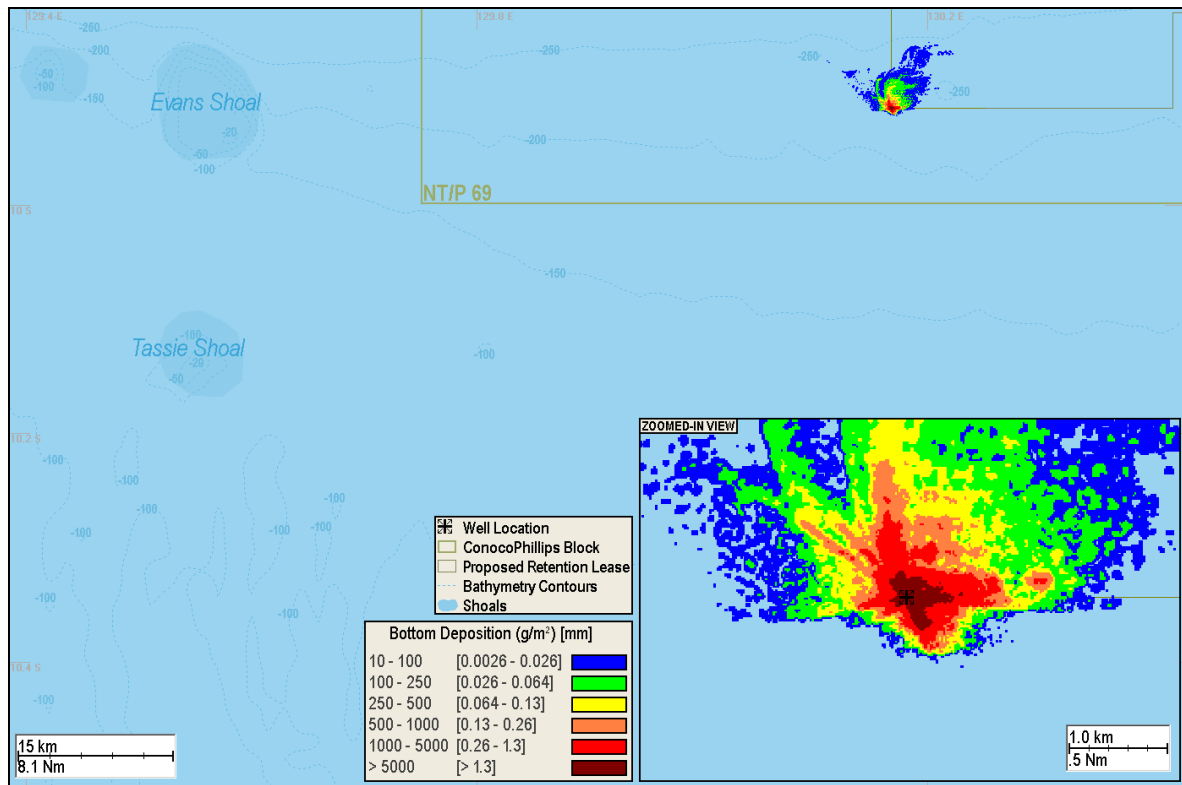 129.4 E
129.8 E
130.2 E
-250
-200
-50
-100
-150
Evans Shoal
-20
-50
-100
-250
-250
-250
-200
NT/P 69
10 S
-150
-100
Tassie Shoal
-20
-50
-100
10.2 S
-100
-100
-100
-100
-100
-100
-100
-100
-100
10.4 S
-100
ZOOMED-IN VIEW
Well Location
ConocoPhillips Block
Proposed Retention Lease
Bathymetry Contours
Shoals
Bottom Deposition (g/m²) [mm]
10 - 100 [0.0026 - 0.026]
100 - 250 [0.026 - 0.064]
250 - 500 [0.064 - 0.13]
500 - 1000 [0.13 - 0.26]
1000 - 5000 [0.26 - 1.3]
> 5000 [> 1.3]
15 km
8.1 Nm
1.0 km
.5 Nm